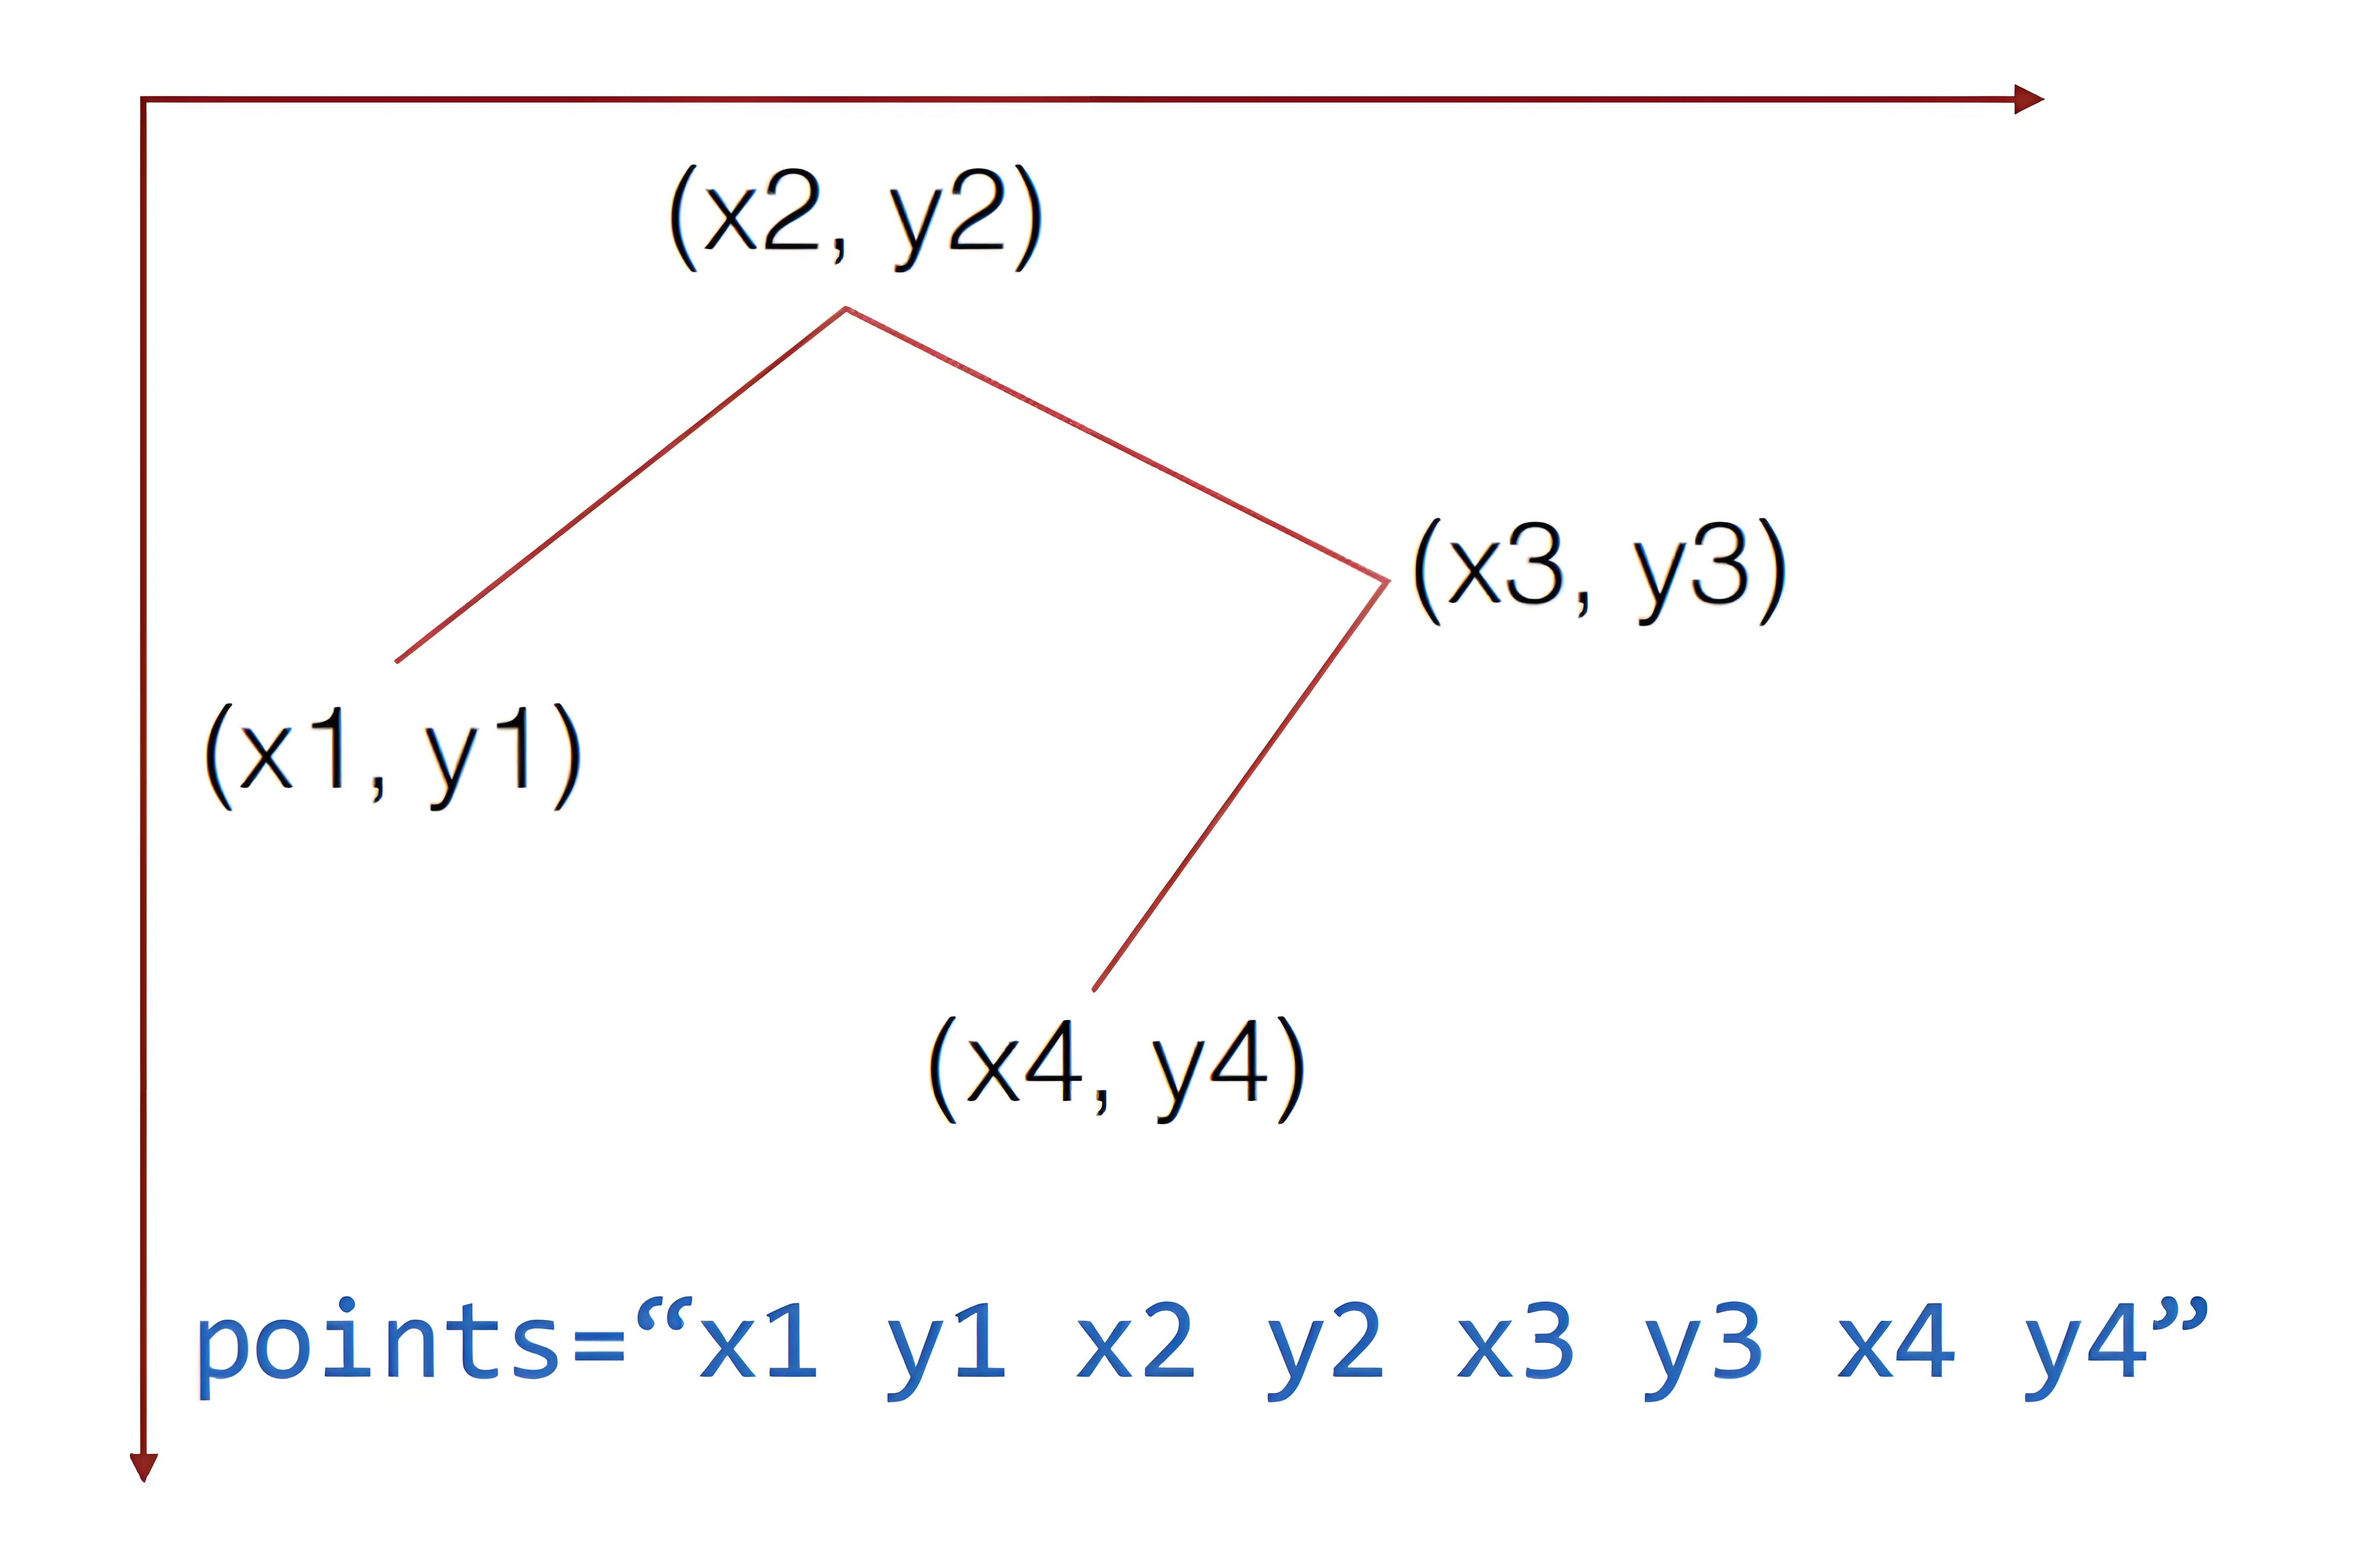 (x2, y2)
(x3, y3)
(x1, y1)
(x4, y4)
points=“x1 y1 x2 y2 x3 y3 x4 y4”